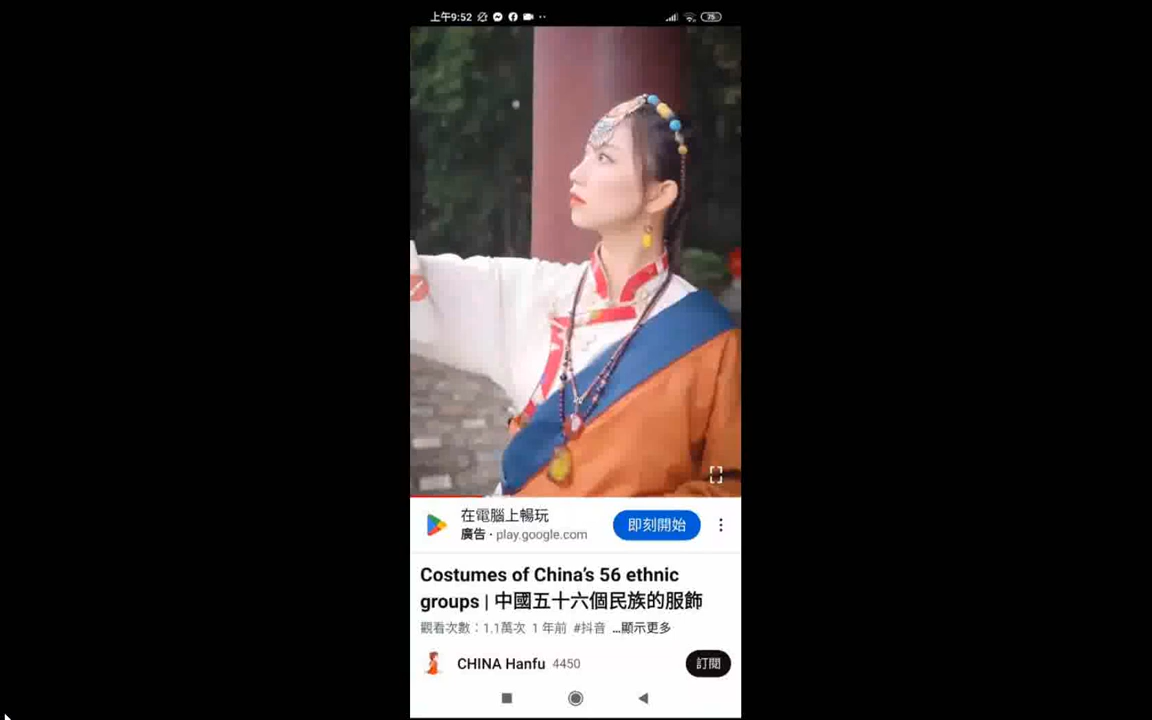 上午9:52
75
在電腦上暢玩
廣告 · play.google.com
即刻開始
Costumes of China's 56 ethnic
groups | 中國五十六個民族的服飾
觀看次數：1.1萬次 1 年前 #抖音 ...顯示更多
CHINA Hanfu 4450
訂閱